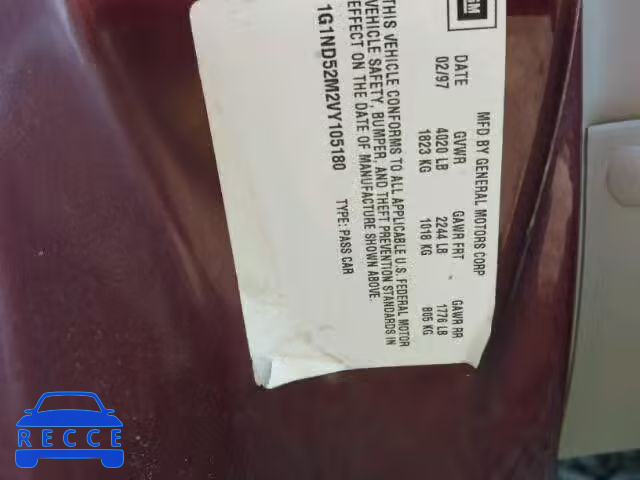 GM
MFD BY GENERAL MOTORS CORP
DATE GVWR GAWR FRT GAWR RR
02/97 4020 LB 2244 LB 1776 LB
1823 KG 1018 KG 805 KG
THIS VEHICLE CONFORMS TO ALL APPLICABLE U.S. FEDERAL MOTOR
VEHICLE SAFETY, BUMPER, AND THEFT PREVENTION STANDARDS IN
EFFECT ON THE DATE OF MANUFACTURE SHOWN ABOVE.
1G1ND52M2VY105180 TYPE: PASS CAR
RECCE